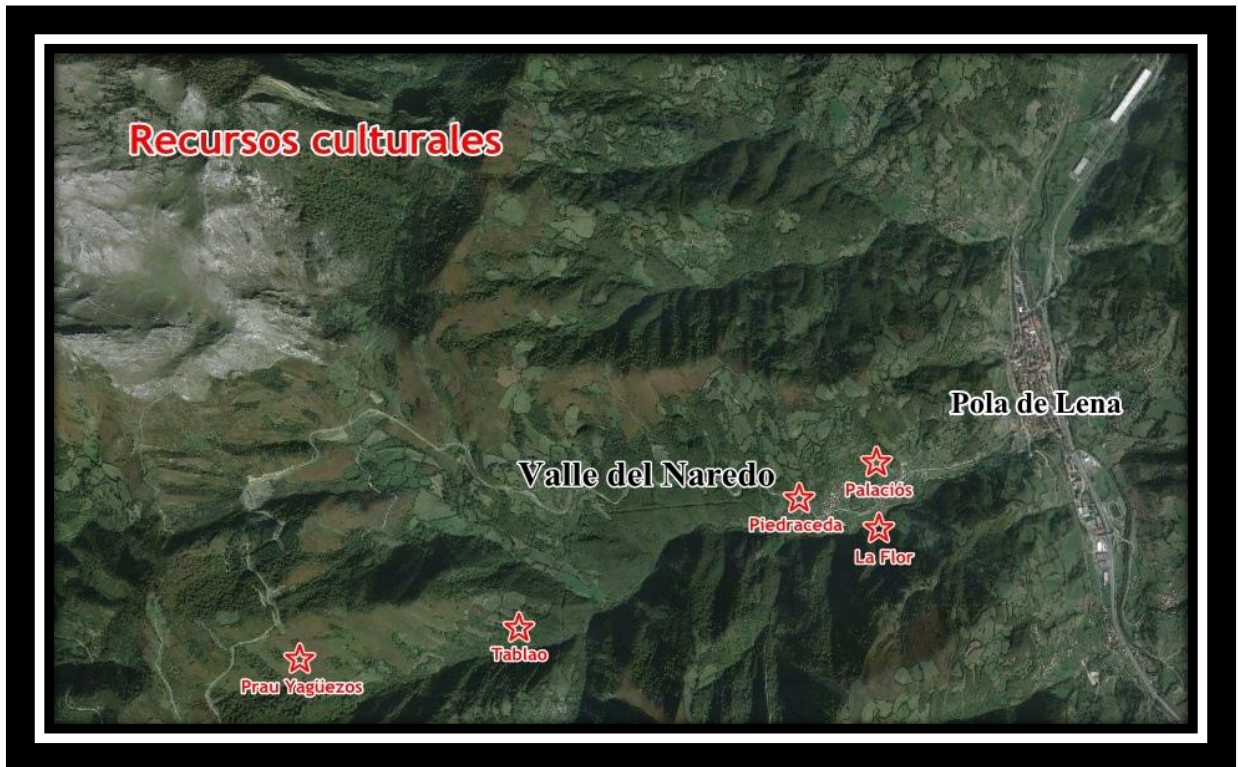 Recursos culturales
Pola de Lena
Valle del Naredo
Palaciós
Piedraceda
La Flor
Tablao
Prau Yagüezos